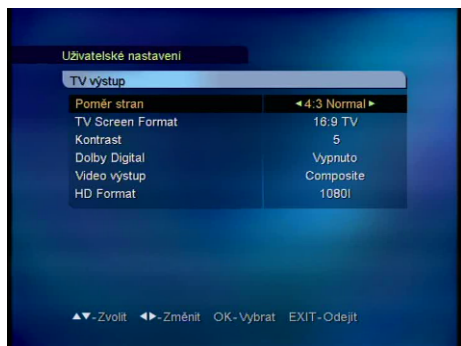 Uživatelské nastavení
TV výstup
Poměr stran ◄4:3 Normal►
TV Screen Format 16:9 TV
Kontrast 5
Dolby Digital Vypnuto
Video výstup Composite
HD Format 1080I
▲▼-Zvolit ◄►-Změnit OK-Vybrat EXIT-Odejít